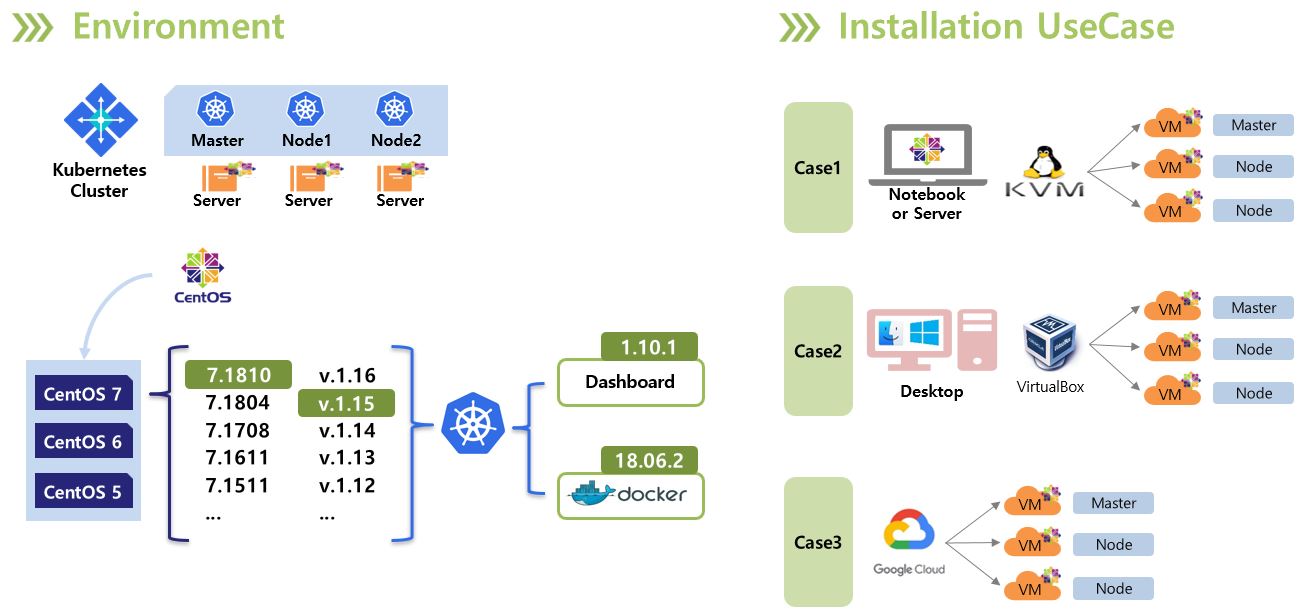 Environment
Master
Node1
Node2
Kubernetes
Cluster
Server
Server
Server
CentOS
CentOS 7
CentOS 6
CentOS 5
7.1810
7.1804
7.1708
7.1611
7.1511
...
v.1.16
v.1.15
v.1.14
v.1.13
v.1.12
...
1.10.1
Dashboard
18.06.2
docker
Installation UseCase
Case1
Notebook
or Server
KVM
VM
Master
VM
Node
VM
Node
Case2
Desktop
VirtualBox
VM
Master
VM
Node
VM
Node
Case3
Google Cloud
VM
Master
VM
Node
VM
Node